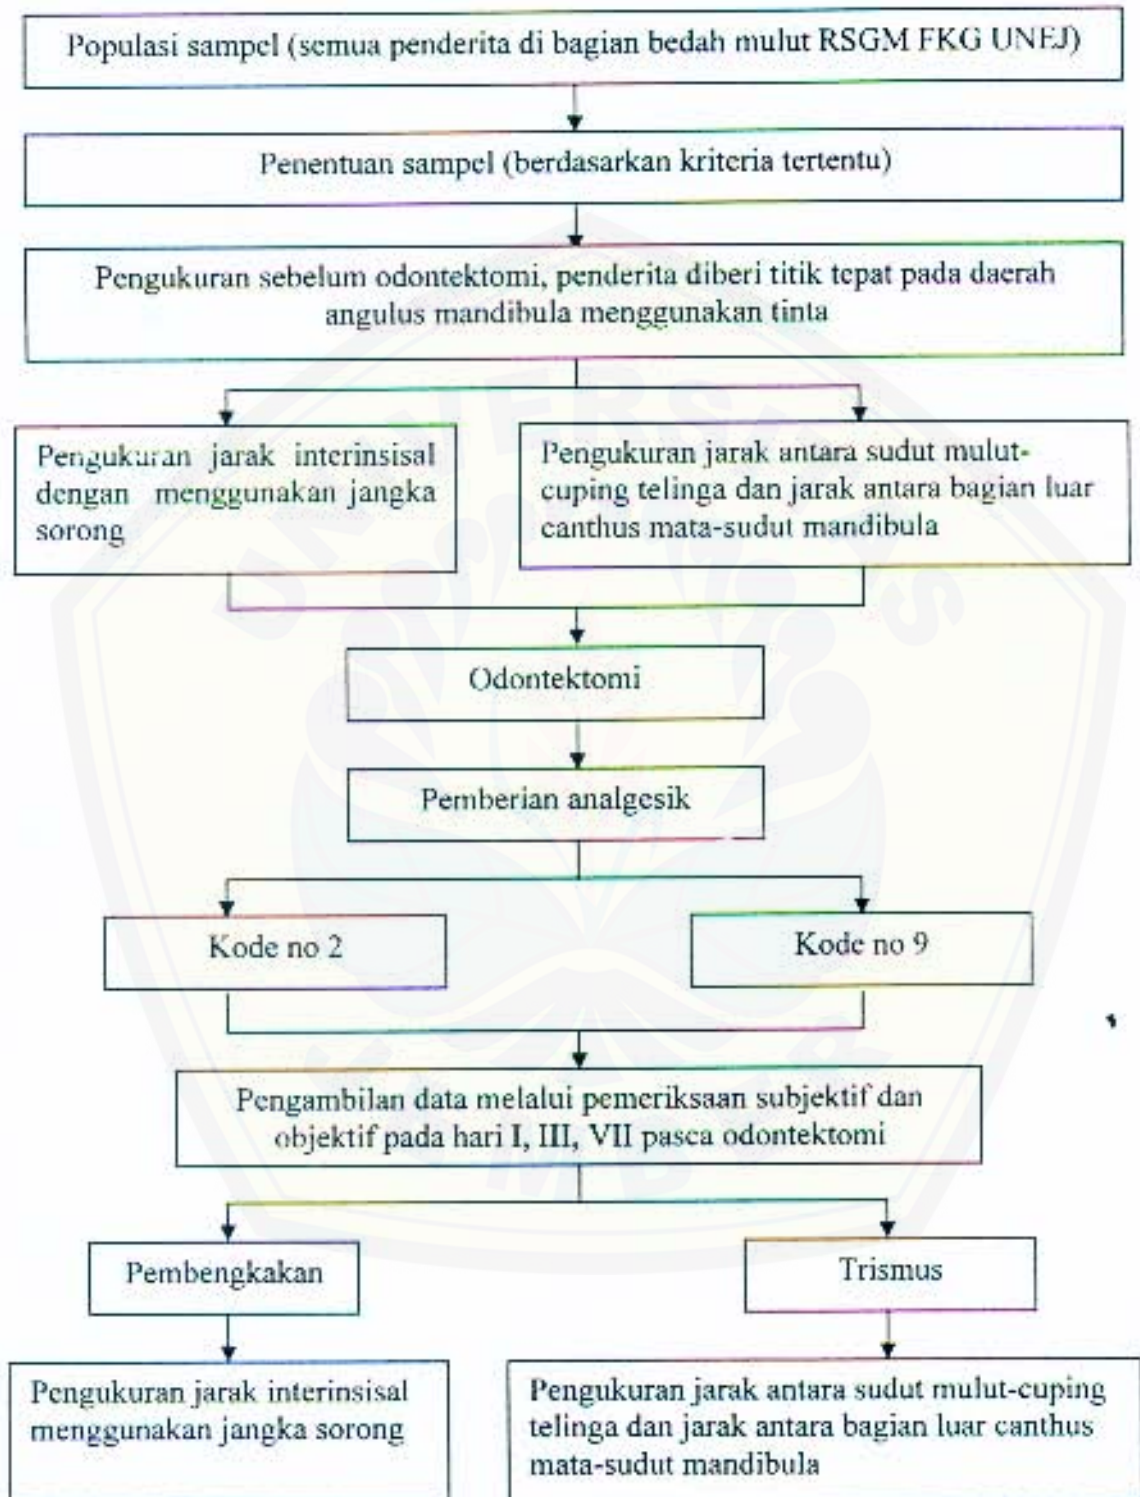 Populasi sampel (semua penderita di bagian bedah mulut RSGM FKG UNEJ)
Penentuan sampel (berdasarkan kriteria tertentu)
Pengukuran sebelum odontektomi, penderita diberi titik tepat pada daerah
angulus mandibula menggunakan tinta
Pengukuran jarak interinsisal
dengan menggunakan jangka
sorong
Pengukuran jarak antara sudut mulut-
cuping telinga dan jarak antara bagian luar
canthus mata-sudut mandibula
Odontektomi
Pemberian analgesik
Kode no 2
Kode no 9
Pengambilan data melalui pemeriksaan subjektif dan
objektif pada hari I, III, VII pasca odontektomi
Pembengkakan
Trismus
Pengukuran jarak interinsisal
menggunakan jangka sorong
Pengukuran jarak antara sudut mulut-cuping
telinga dan jarak antara bagian luar canthus
mata-sudut mandibula
UNIVERSITAS
JEMBER